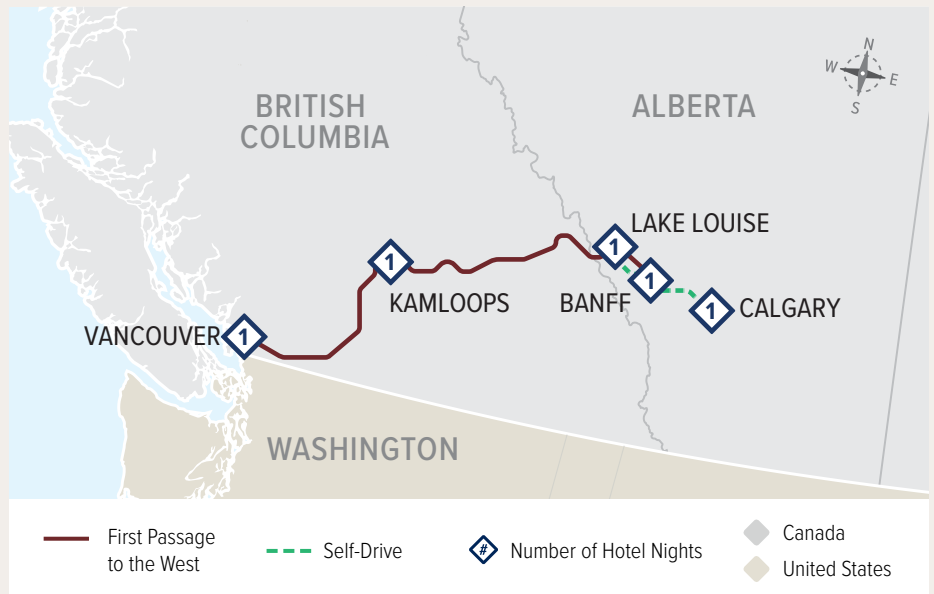 N
W
E
S
BRITISH
COLUMBIA
ALBERTA
LAKE LOUISE
1
1
KAMLOOPS
1
BANFF
1
CALGARY
VANCOUVER
1
WASHINGTON
First Passage
to the West
Self-Drive
#
Number of Hotel Nights
Canada
United States